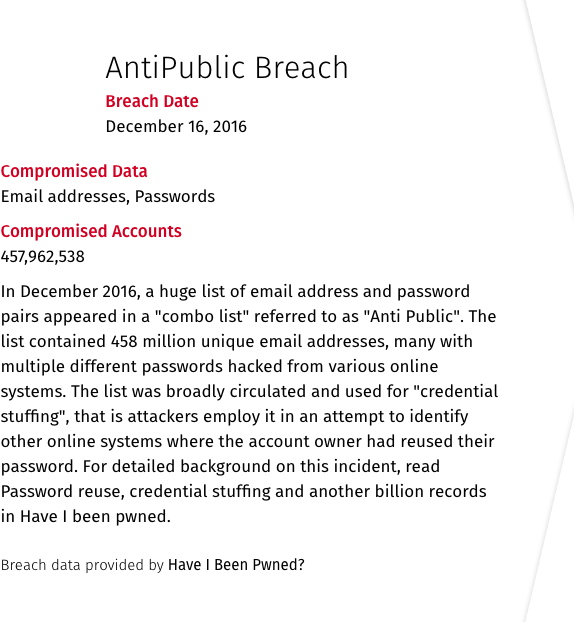 AntiPublic Breach
Breach Date
December 16, 2016
Compromised Data
Email addresses, Passwords
Compromised Accounts
457,962,538
In December 2016, a huge list of email address and password
pairs appeared in a "combo list" referred to as "Anti Public". The
list contained 458 million unique email addresses, many with
multiple different passwords hacked from various online
systems. The list was broadly circulated and used for "credential
stuffing", that is attackers employ it in an attempt to identify
other online systems where the account owner had reused their
password. For detailed background on this incident, read
Password reuse, credential stuffing and another billion records
in Have I been pwned.
Breach data provided by Have I Been Pwned?